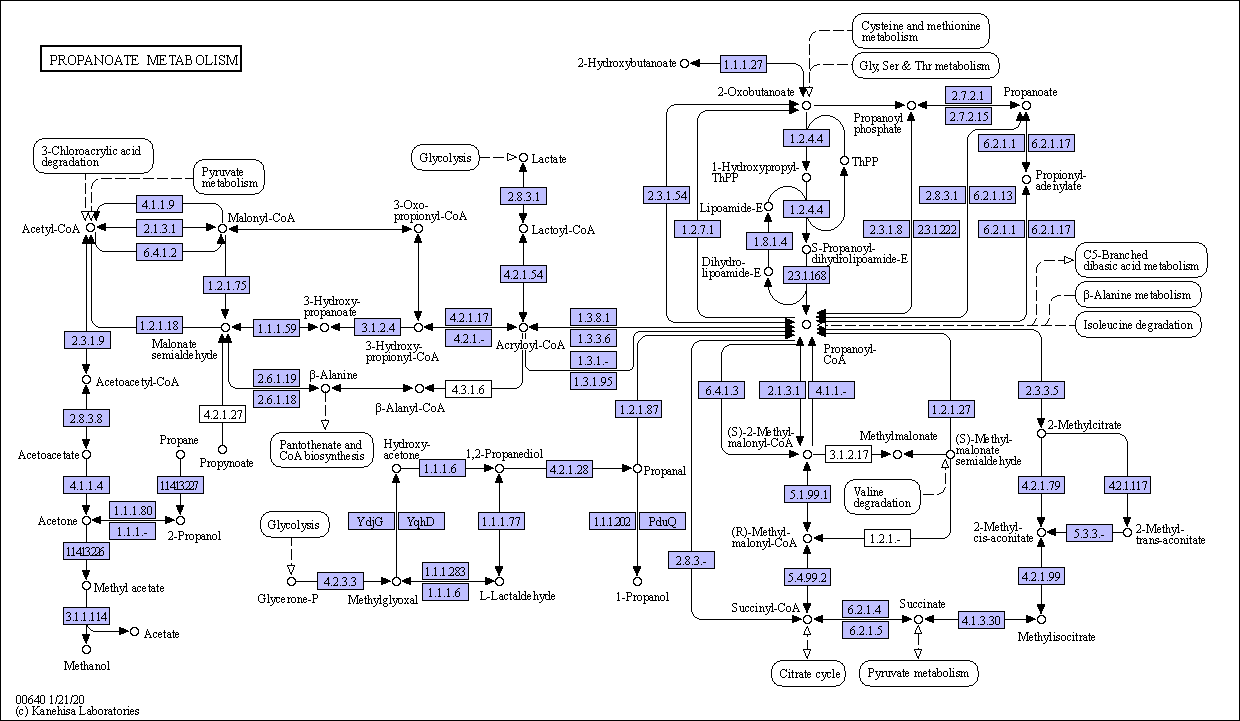 PROPANOATE METABOLISM
Cysteine and methionine
metabolism
Gly, Ser & Thr metabolism
2-Hydroxybutanoate
1.1.1.27
2-Oxobutanoate
Propanoyl
phosphate
2.7.2.1
2.7.2.15
Propanoate
3-Chloroacrylic acid
degradation
Pyruvate
metabolism
Glycolysis
Lactate
1.2.4.4
ThPP
1-Hydroxypropyl-
ThPP
6.2.1.1
6.2.1.17
Propionyl-
adenylate
4.1.1.9
2.1.3.1
6.4.1.2
Acetyl-CoA
Malonyl-CoA
3-Oxo-
propionyl-CoA
2.8.3.1
Lactoyl-CoA
2.3.1.54
1.2.7.1
Lipoamide-E
1.2.4.4
1.8.1.4
S-Propanoyl-
dihydrolipoamide-E
Dihydro-
lipoamide-E
2.3.1.168
2.8.3.1
6.2.1.13
2.3.1.8
2.3.1.222
6.2.1.1
6.2.1.17
C5-Branched
dibasic acid metabolism
β-Alanine metabolism
Isoleucine degradation
1.2.1.75
4.2.1.54
3-Hydroxy-
propanoate
1.2.1.18
Malonate
semialdehyde
1.1.1.59
3.1.2.4
3-Hydroxy-
propionyl-CoA
4.2.1.17
4.2.1.-
Acryloyl-CoA
1.3.8.1
1.3.3.6
1.3.1.-
1.3.1.95
Propanoyl-
CoA
2.3.1.9
Acetoacetyl-CoA
2.6.1.19
2.6.1.18
β-Alanine
β-Alanyl-CoA
4.3.1.6
2.8.3.8
4.2.1.27
Propynoate
Pantothenate and
CoA biosynthesis
1.2.1.87
6.4.1.3
2.1.3.1
4.1.1.-
1.2.1.27
2.3.3.5
2-Methylcitrate
Acetoacetate
Propane
Hydroxy-
acetone
1.1.1.6
1,2-Propanediol
4.2.1.28
Propanal
(S)-2-Methyl-
malonyl-CoA
3.1.2.17
Methylmalonate
(S)-Methyl-
malonate
semialdehyde
Valine
degradation
4.1.1.4
1.14.13.227
5.1.99.1
4.2.1.79
4.2.1.117
Acetone
1.1.1.80
1.1.1.-
2-Propanol
Glycolysis
YdjG
YqhD
1.1.1.77
1.1.1.202
PduQ
(R)-Methyl-
malonyl-CoA
1.2.1.-
2-Methyl-
cis-aconitate
5.3.3.-
2-Methyl-
trans-aconitate
1.14.13.226
Methyl acetate
Glycerone-P
4.2.3.3
Methylglyoxal
1.1.1.283
1.1.1.6
L-Lactaldehyde
1-Propanol
2.8.3.-
5.4.99.2
4.2.1.99
3.1.1.114
Acetate
Methanol
Succinyl-CoA
6.2.1.4
6.2.1.5
Succinate
4.1.3.30
Methylisocitrate
Citrate cycle
Pyruvate metabolism
00640 1/21/20
(c) Kanehisa Laboratories